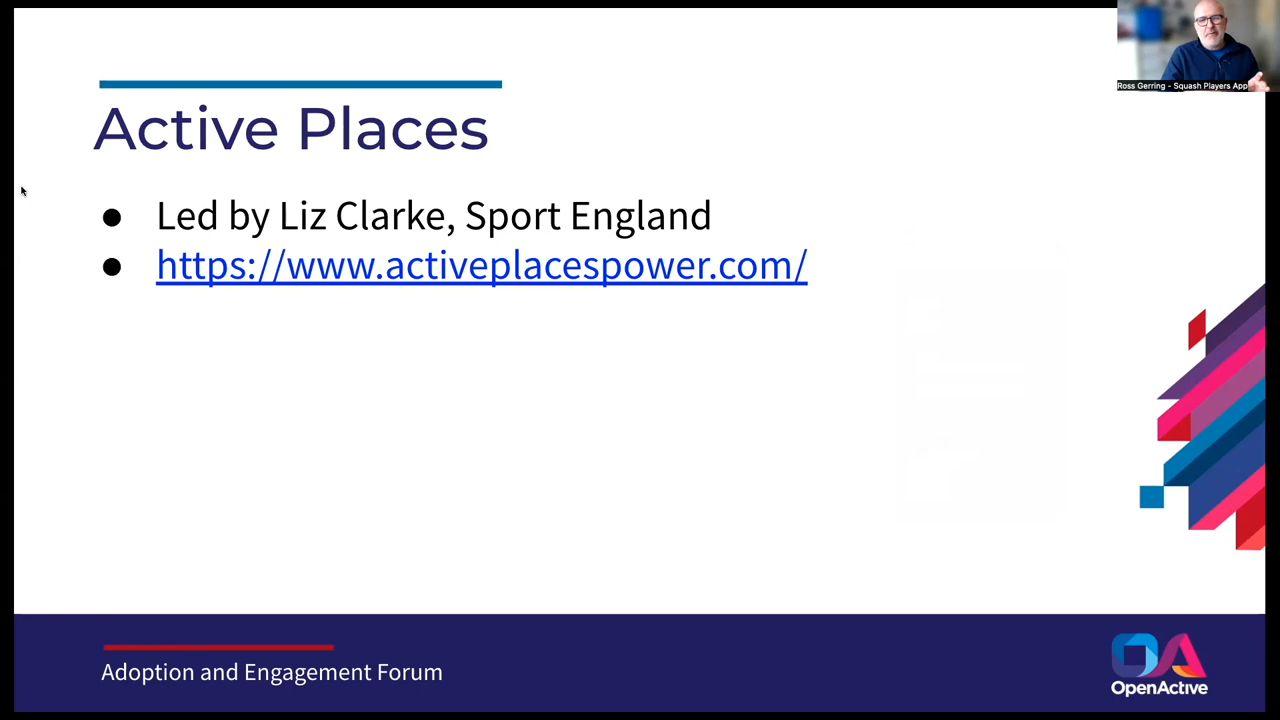 Ross Gerring - Squash Players App
Active Places
● Led by Liz Clarke, Sport England
● https://www.activeplacespower.com/
Adoption and Engagement Forum
OA
OpenActive